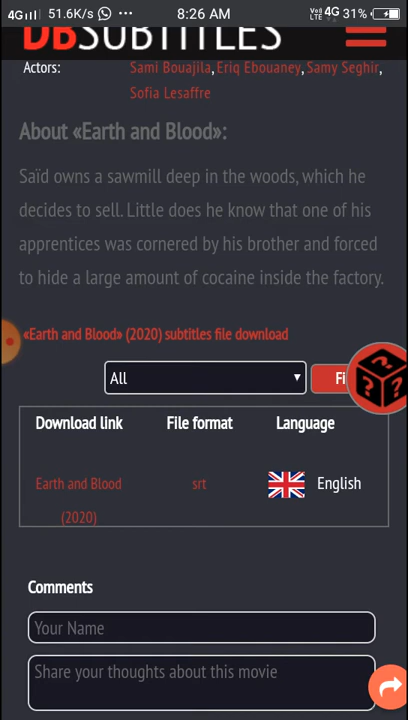 4G 51.6K/s ... 8:26 AM VoD LTE 4G 31%
DBSUBTITLES
Actors: Sami Bouajila, Eriq Ebouaney, Samy Seghir,
Sofia Lesaffre
About «Earth and Blood»:
Saïd owns a sawmill deep in the woods, which he
decides to sell. Little does he know that one of his
apprentices was cornered by his brother and forced
to hide a large amount of cocaine inside the factory.
«Earth and Blood» (2020) subtitles file download
All Fi
? ? ?
Download link File format Language
Earth and Blood srt English
(2020)
Comments
Your Name
Share your thoughts about this movie